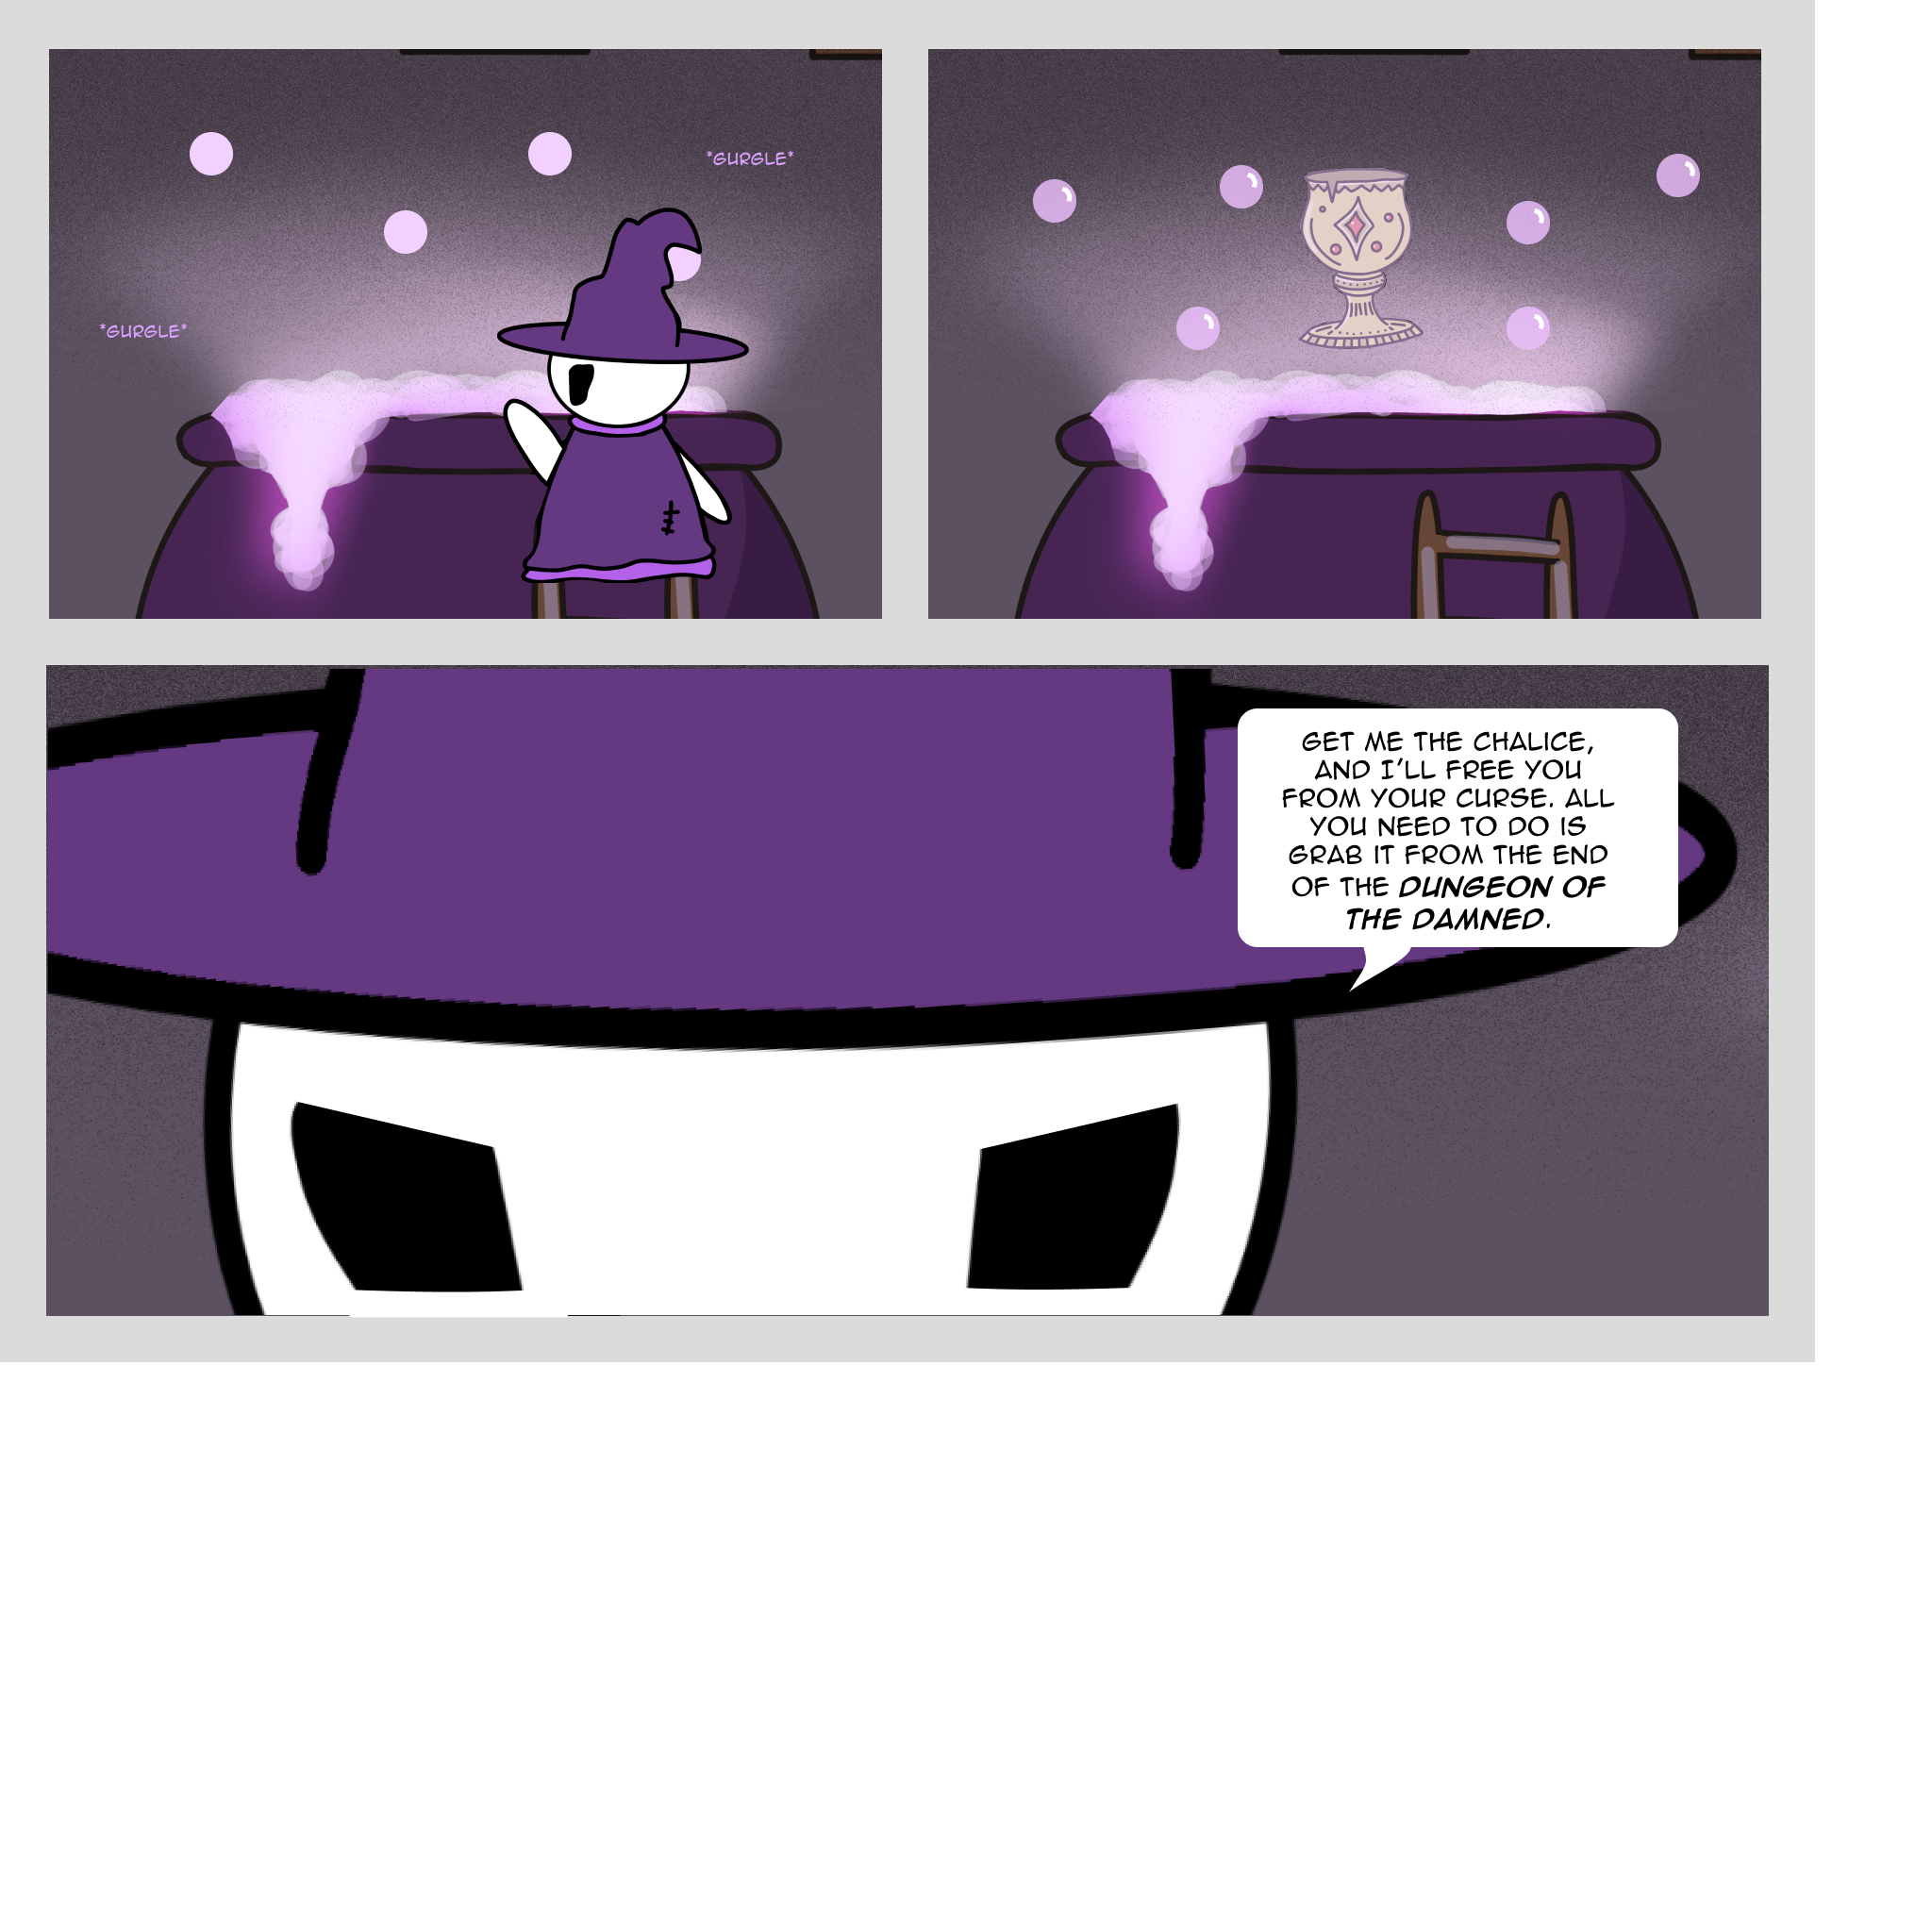 *GURGLE*
*GURGLE*
GET ME THE CHALICE,
AND I'LL FREE YOU
FROM YOUR CURSE. ALL
YOU NEED TO DO IS
GRAB IT FROM THE END
OF THE DUNGEON OF
THE DAMNED.